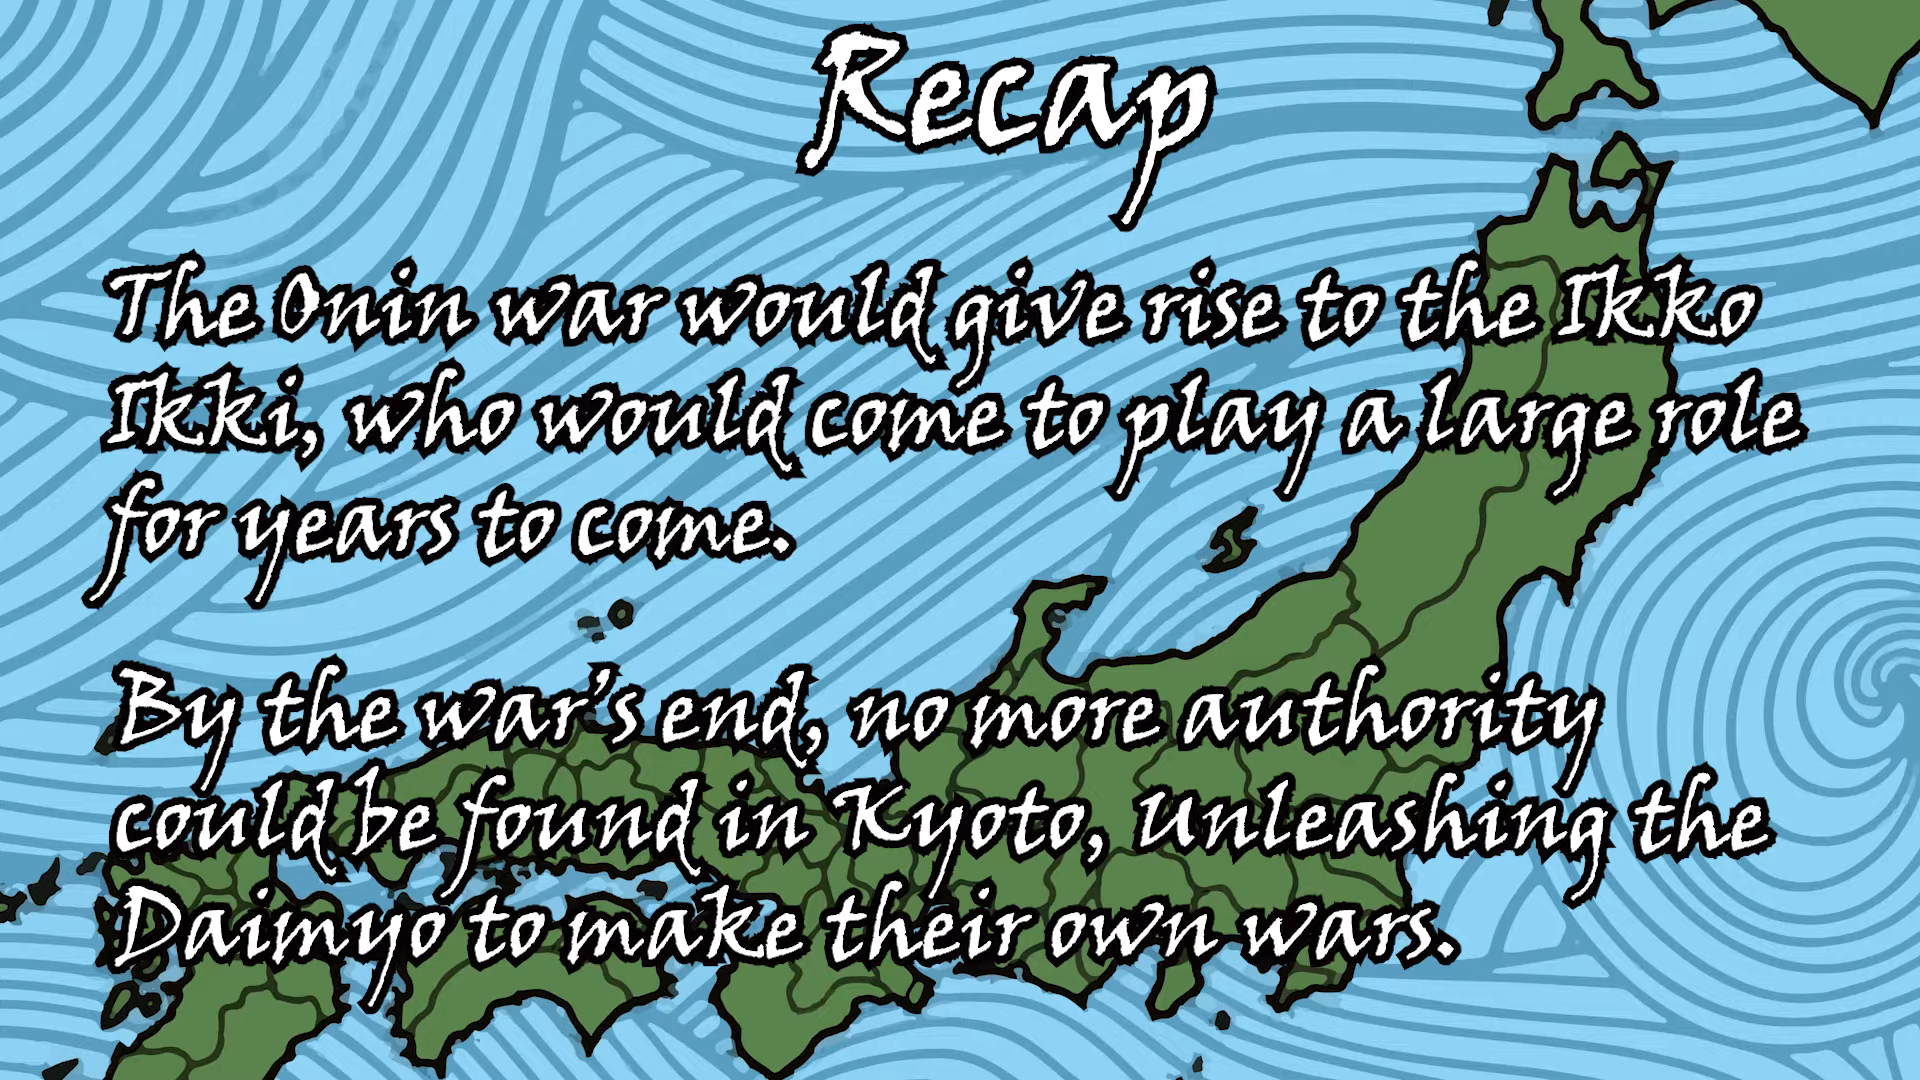 Recap
The Onin war would give rise to the Ikko
Ikki, who would come to play a large role
for years to come.
By the war's end, no more authority
could be found in Kyoto, Unleashing the
Daimyo to make their own wars.